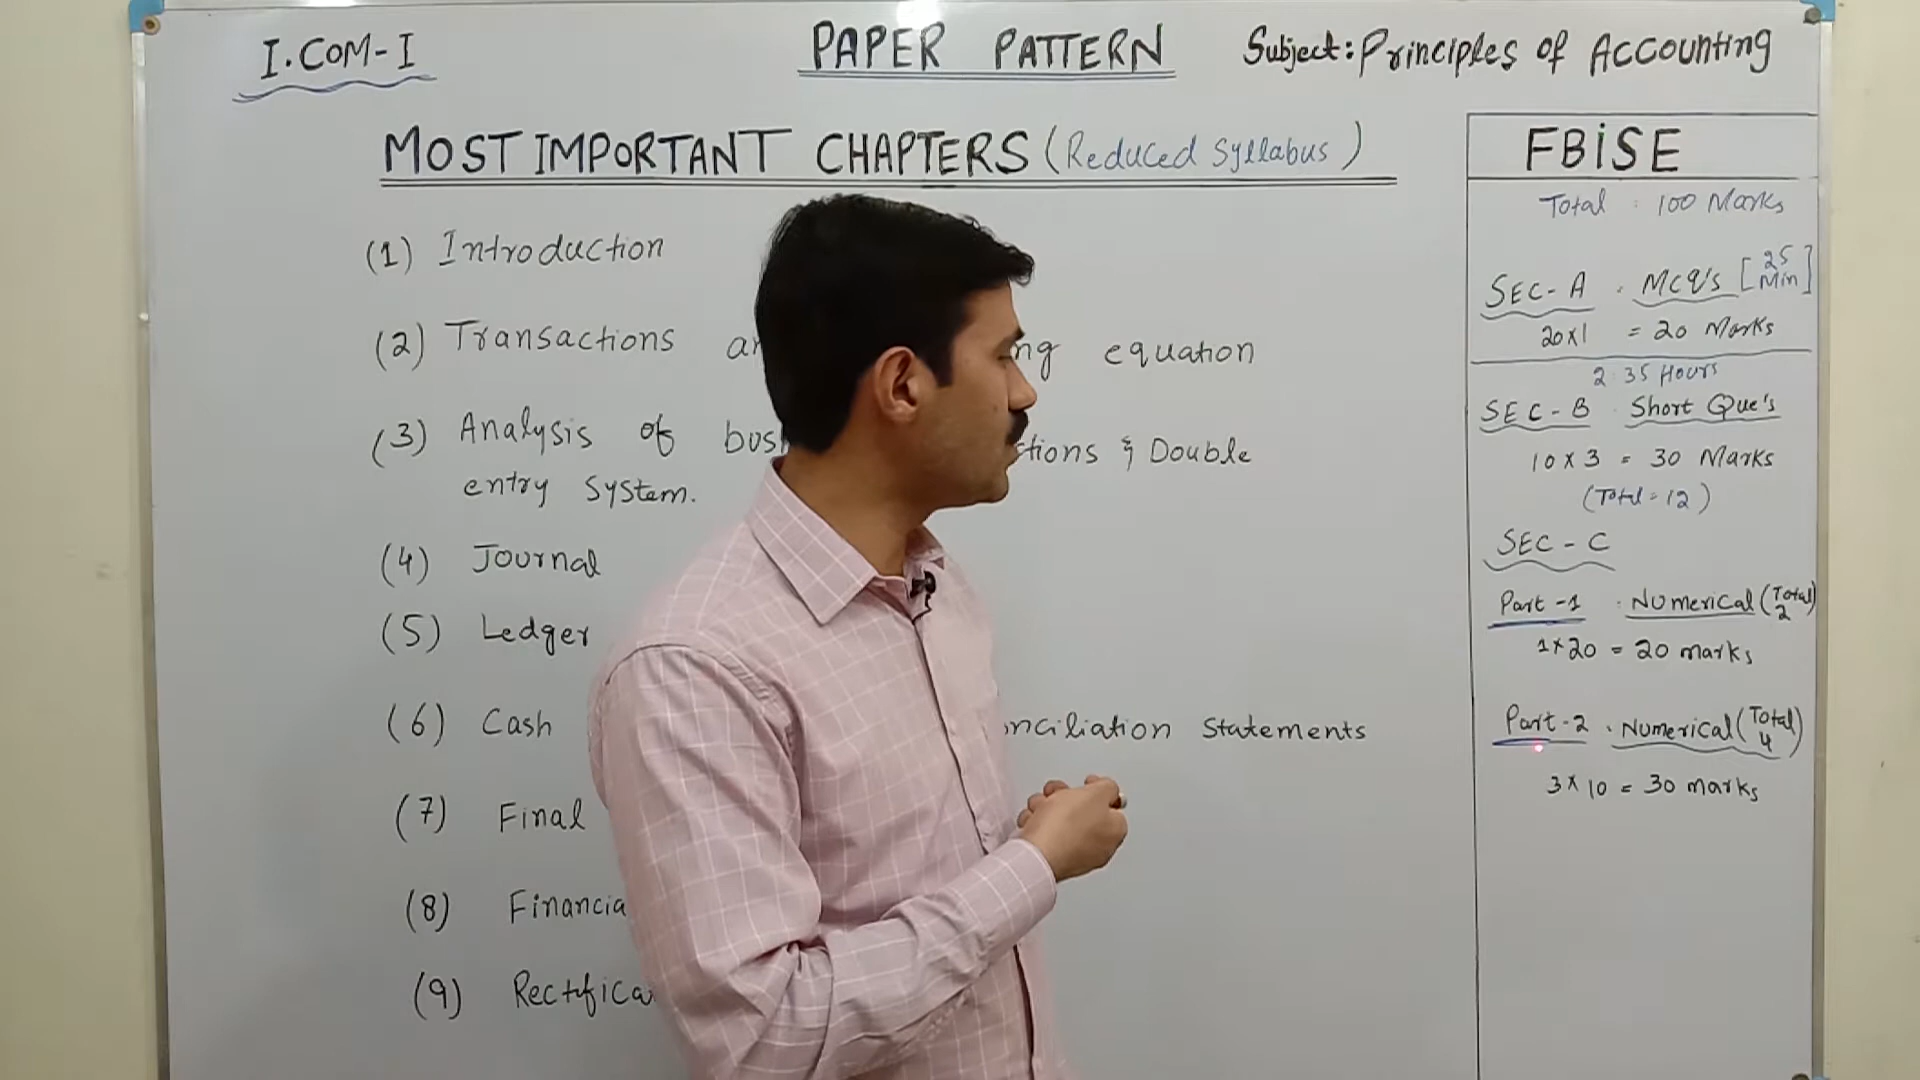 I.COM-I
PAPER PATTERN
Subject: Principles of Accounting
MOST IMPORTANT CHAPTERS (Reduced Syllabus)
(1) Introduction
(2) Transactions equation
(3) Analysis of & Double
entry System.
(4) Journal
(5) Ledger
(6) Cash Statements
(7) Final
(8)
(9)
FBiSE
Total : 100 Marks
SEC-A . MCQ's [25 Min]
20x1 = 20 Marks
2:35 Hours
SEC-B . Short Que's
10 x 3 = 30 Marks
(Total = 12)
SEC-C
Part-1 . Numerical (Total 2)
1x20 = 20 marks
Part-2 . Numerical (Total 4)
3x10 = 30 marks